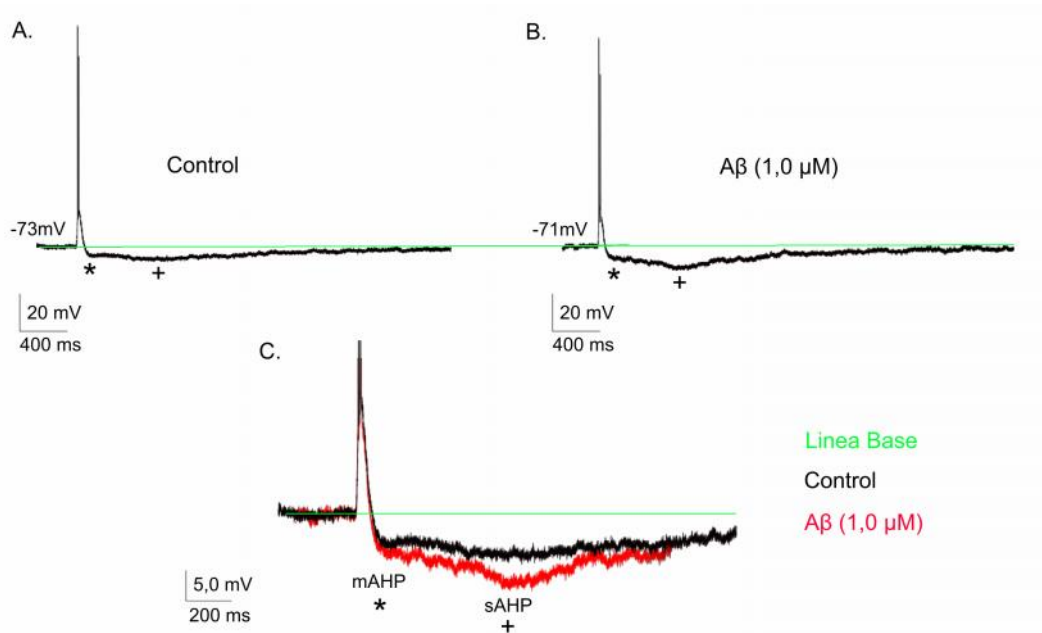 A.
Control
-73mV
*
+
20 mV
400 ms
B.
Aβ (1,0 µM)
-71mV
*
+
20 mV
400 ms
C.
mAHP
*
sAHP
+
5,0 mV
200 ms
Linea Base
Control
Aβ (1,0 µM)